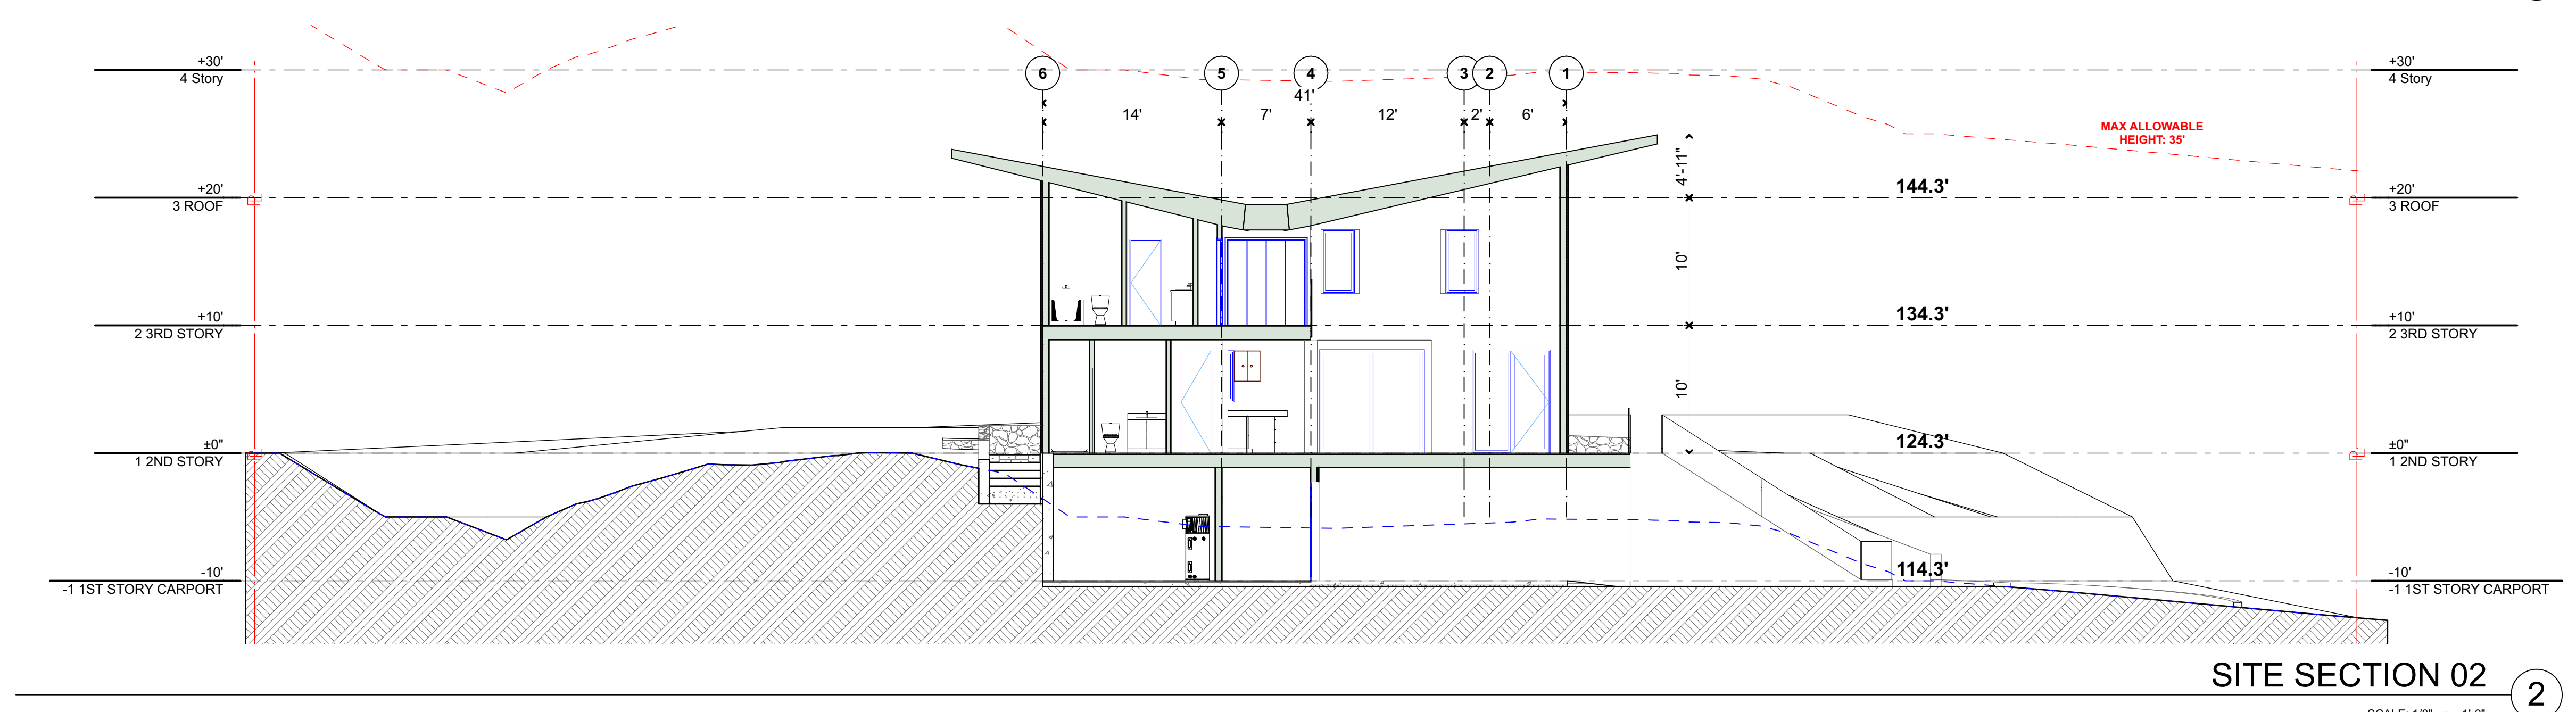 +30'
4 Story
6
5
4
3
2
1
+30'
4 Story
41'
14'
7'
12'
2'
6'
MAX ALLOWABLE
HEIGHT: 35'
4'-11"
+20'
3 ROOF
144.3'
+20'
3 ROOF
10'
+10'
2 3RD STORY
134.3'
+10'
2 3RD STORY
10'
±0"
1 2ND STORY
124.3'
±0"
1 2ND STORY
-10'
-1 1ST STORY CARPORT
114.3'
-10'
-1 1ST STORY CARPORT
SITE SECTION 02
2